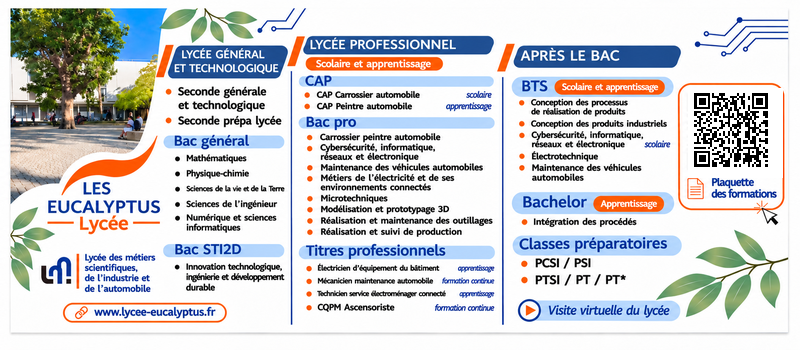 LYCÉE GÉNÉRAL
ET TECHNOLOGIQUE
Seconde générale
et technologique
Seconde prépa lycée
Bac général
Mathématiques
Physique-chimie
Sciences de la vie et de la Terre
Sciences de l'ingénieur
Numérique et sciences
informatiques
Bac STI2D
Innovation technologique,
ingénierie et développement
durable
LES
EUCALYPTUS
Lycée
Lycée des métiers
scientifiques,
de l'industrie et
de l'automobile
www.lycee-eucalyptus.fr
LYCÉE PROFESSIONNEL
Scolaire et apprentissage
CAP
CAP Carrossier automobile scolaire
CAP Peintre automobile apprentissage
Bac pro
Carrossier peintre automobile
Cybersécurité, informatique,
réseaux et électronique
Maintenance des véhicules automobiles
Métiers de l'électricité et de ses
environnements connectés
Microtechniques
Modélisation et prototypage 3D
Réalisation et maintenance des outillages
Réalisation et suivi de production
Titres professionnels
Électricien d'équipement du bâtiment apprentissage
Mécanicien maintenance automobile formation continue
Technicien service électroménager connecté apprentissage
CQPM Ascensoriste formation continue
APRÈS LE BAC
BTS Scolaire et apprentissage
Conception des processus
de réalisation de produits
Conception des produits industriels
Cybersécurité, informatique,
réseaux et électronique scolaire
Électrotechnique
Maintenance des véhicules
automobiles
Bachelor Apprentissage
Intégration des procédés
Classes préparatoires
PCSI / PSI
PTSI / PT / PT*
Visite virtuelle du lycée
Plaquette
des formations